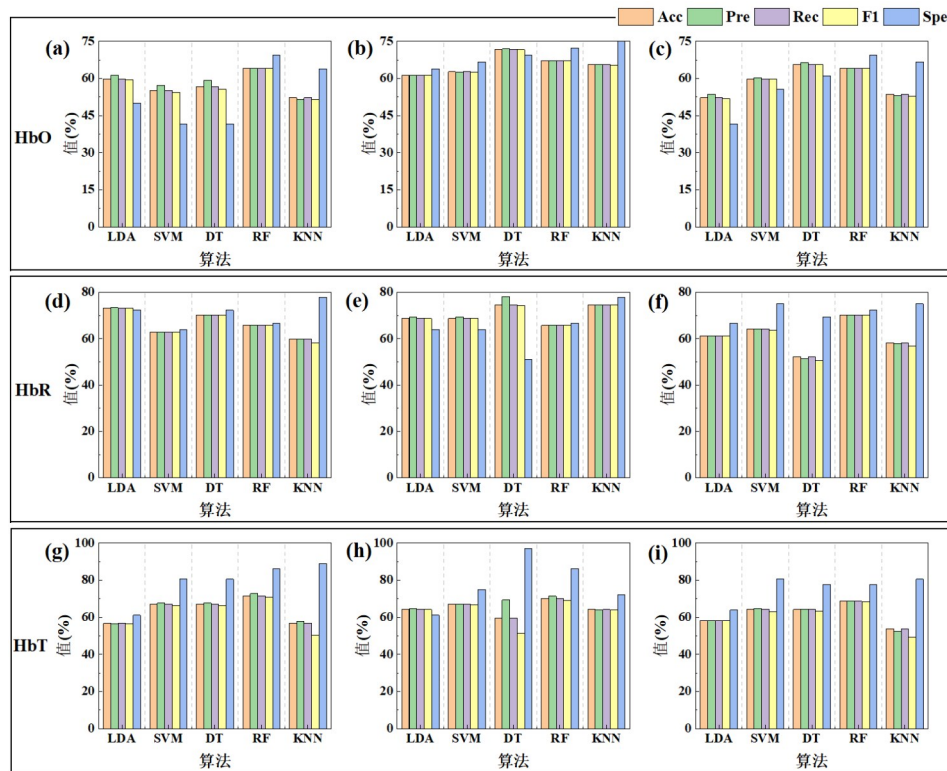 Acc Pre Rec F1 Spe
HbO
(a)
75
60
45
30
15
0
值(%)
LDA SVM DT RF KNN
算法
(b)
75
60
45
30
15
0
值(%)
LDA SVM DT RF KNN
算法
(c)
75
60
45
30
15
0
值(%)
LDA SVM DT RF KNN
算法
HbR
(d)
80
60
40
20
0
值(%)
LDA SVM DT RF KNN
算法
(e)
80
60
40
20
0
值(%)
LDA SVM DT RF KNN
算法
(f)
80
60
40
20
0
值(%)
LDA SVM DT RF KNN
算法
HbT
(g)
100
80
60
40
20
0
值(%)
LDA SVM DT RF KNN
算法
(h)
100
80
60
40
20
0
值(%)
LDA SVM DT RF KNN
算法
(i)
100
80
60
40
20
0
值(%)
LDA SVM DT RF KNN
算法